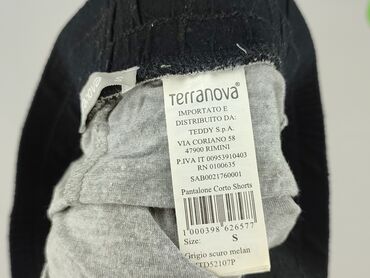 Terranova
IMPORTATO E
DISTRIBUITO DA:
TEDDY S.p.A.
VIA CORIANO 58
47900 RIMINI
P.IVA IT 00953910403
RN 0100635
SAB0021760001
Pantalone Corto Shorts
1 000398 626577
Size: S
Grigio scuro melan
TD52107P